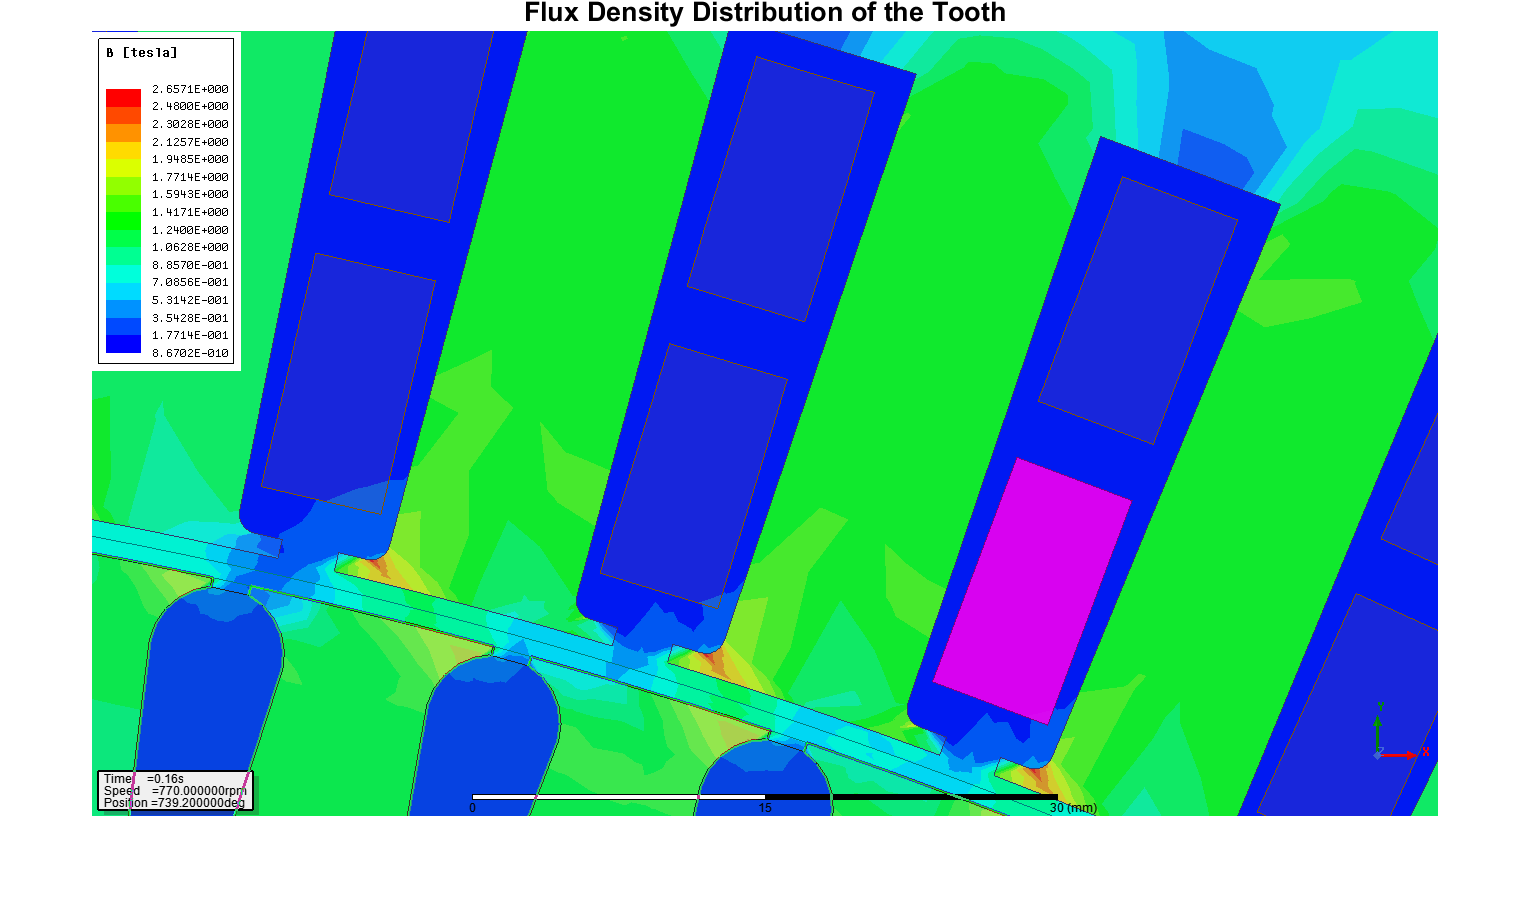 Flux Density Distribution of the Tooth
B [tesla]
2.6571E+000
2.4800E+000
2.3028E+000
2.1257E+000
1.9485E+000
1.7714E+000
1.5943E+000
1.4171E+000
1.2400E+000
1.0628E+000
8.8570E-001
7.0856E-001
5.3142E-001
3.5428E-001
1.7714E-001
8.6702E-010
Y
Z X
Time =0.16s
Speed =770.000000rpm
Position =739.200000deg
0 15 30 (mm)